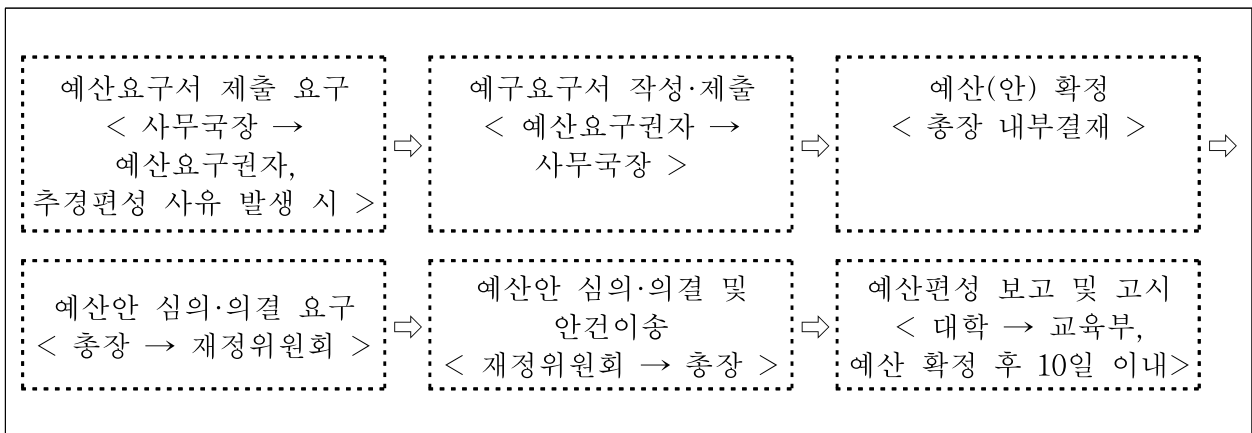 예산요구서 제출 요구
< 사무국장 →
예산요구권자,
추경편성 사유 발생 시 >
⇨
예구요구서 작성·제출
< 예산요구권자 →
사무국장 >
⇨
예산(안) 확정
< 총장 내부결재 >
⇨
예산안 심의·의결 요구
< 총장 → 재정위원회 >
⇨
예산안 심의·의결 및
안건이송
< 재정위원회 → 총장 >
⇨
예산편성 보고 및 고시
< 대학 → 교육부,
예산 확정 후 10일 이내>